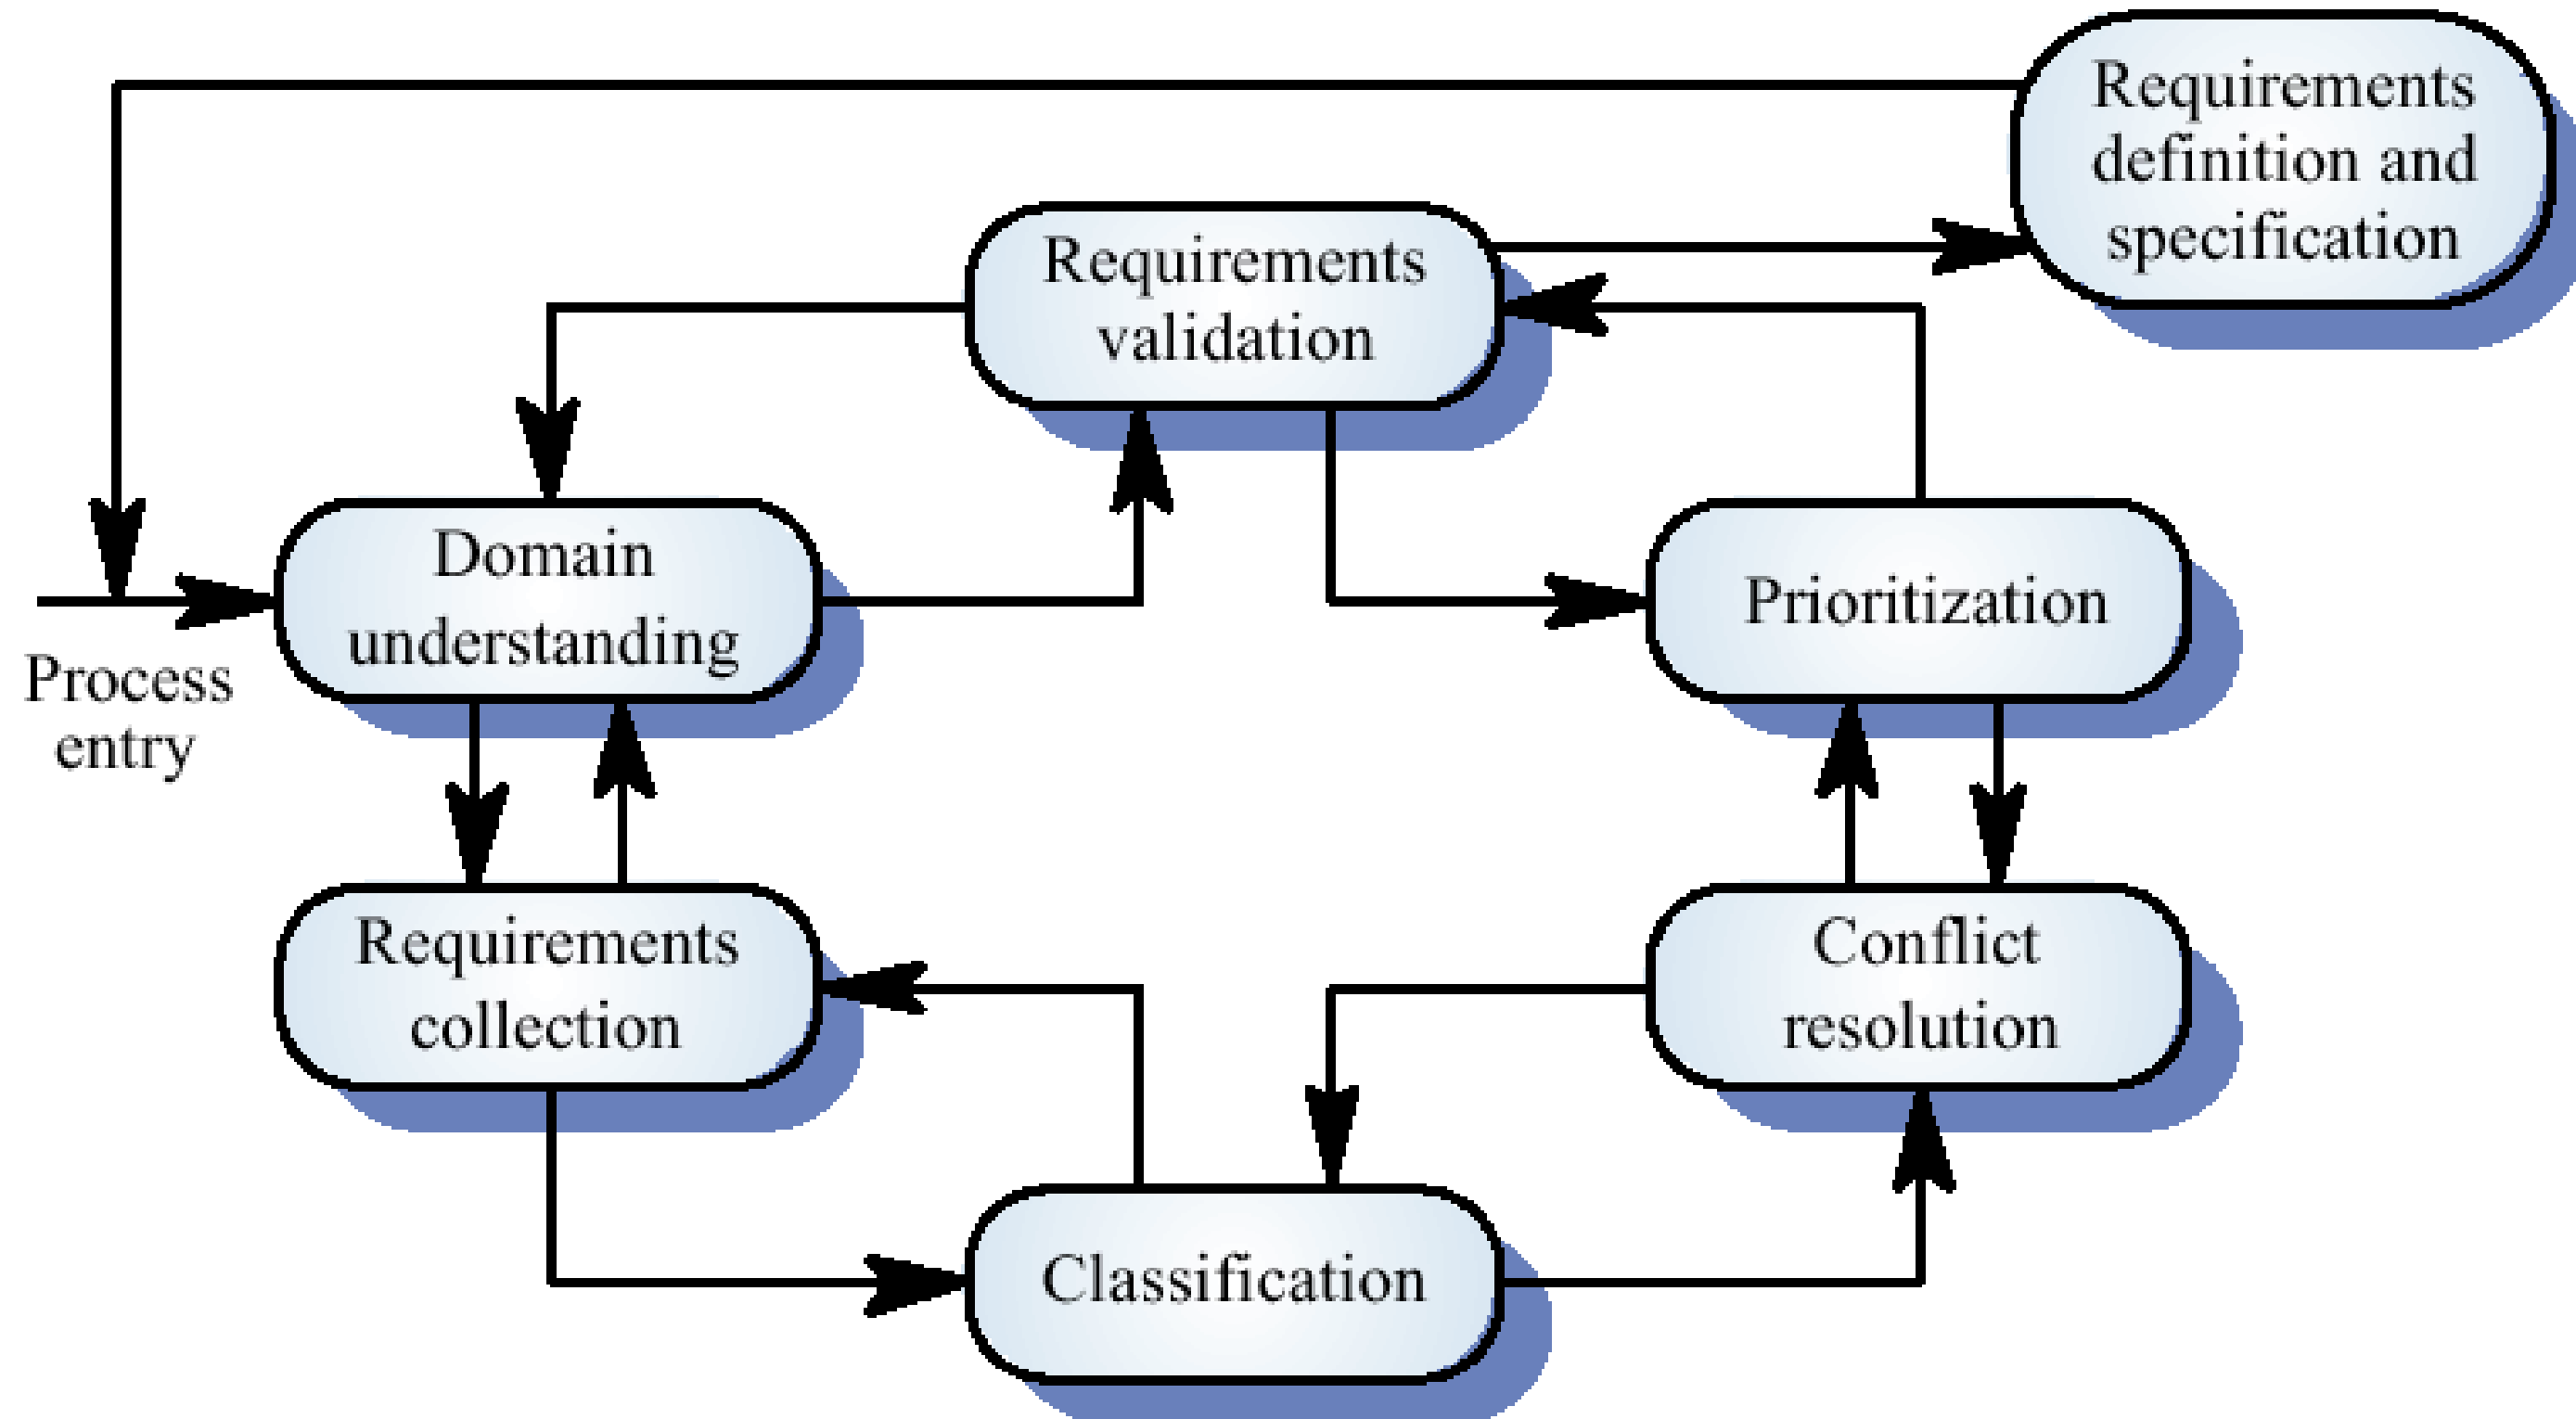 Requirements
definition and
specification
Requirements
validation
Domain
understanding
Prioritization
Process
entry
Requirements
collection
Conflict
resolution
Classification